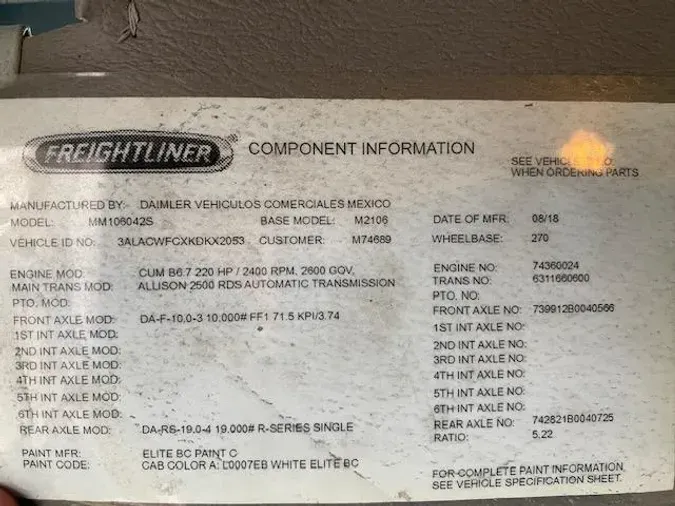 FREIGHTLINER
COMPONENT INFORMATION
SEE VEHICLE NO
WHEN ORDERING PARTS
MANUFACTURED BY: DAIMLER VEHICULOS COMERCIALES MEXICO
MODEL: MM106042S BASE MODEL: M2106 DATE OF MFR: 08/18
VEHICLE ID NO: 3ALACWFCXKDKX2053 CUSTOMER: M74689 WHEELBASE: 270
ENGINE MOD: CUM B6.7 220 HP / 2400 RPM, 2600 GOV, ENGINE NO: 74360024
MAIN TRANS MOD: ALLISON 2500 RDS AUTOMATIC TRANSMISSION TRANS NO: 6311660600
PTO, MOD: PTO. NO:
FRONT AXLE MOD: DA-F-10.0-3 10,000# FF1 71.5 KPI/3.74 FRONT AXLE NO: 739912B0040566
1ST INT AXLE MOD: 1ST INT AXLE NO:
2ND INT AXLE MOD: 2ND INT AXLE NO:
3RD INT AXLE MOD: 3RD INT AXLE NO:
4TH INT AXLE MOD: 4TH INT AXLE NO:
5TH INT AXLE MOD: 5TH INT AXLE NO:
6TH INT AXLE MOD: 6TH INT AXLE NO:
REAR AXLE MOD: DA-RS-19.0-4 19,000# R-SERIES SINGLE REAR AXLE NO: 742821B0040725
RATIO: 5.22
PAINT MFR: ELITE BC PAINT C
PAINT CODE: CAB COLOR A: L0007EB WHITE ELITE BC
FOR COMPLETE PAINT INFORMATION,
SEE VEHICLE SPECIFICATION SHEET.